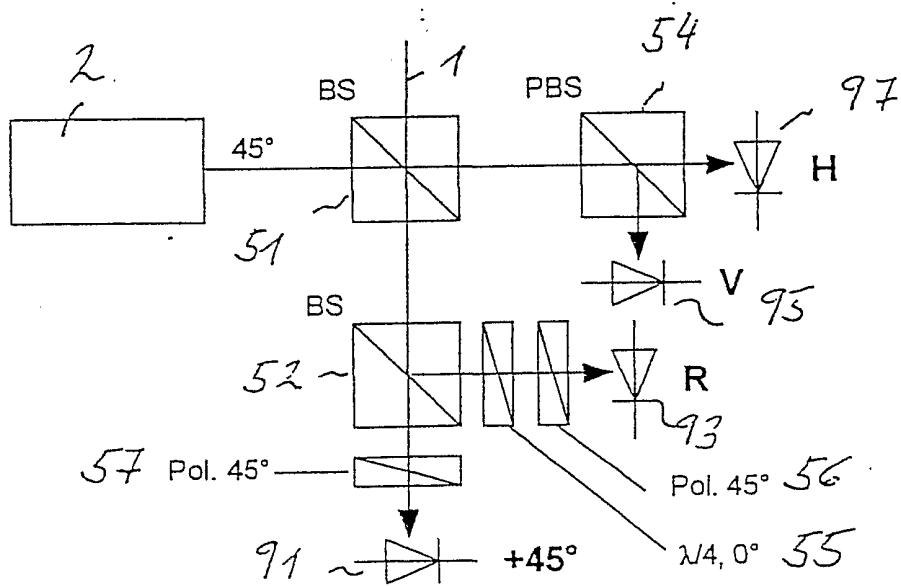 54
1
2.
BS
PBS
97
45°
H
51
V
95
BS
52
R
93
57 Pol. 45°
Pol. 45° 56
91
+45°
λ/4, 0° 55